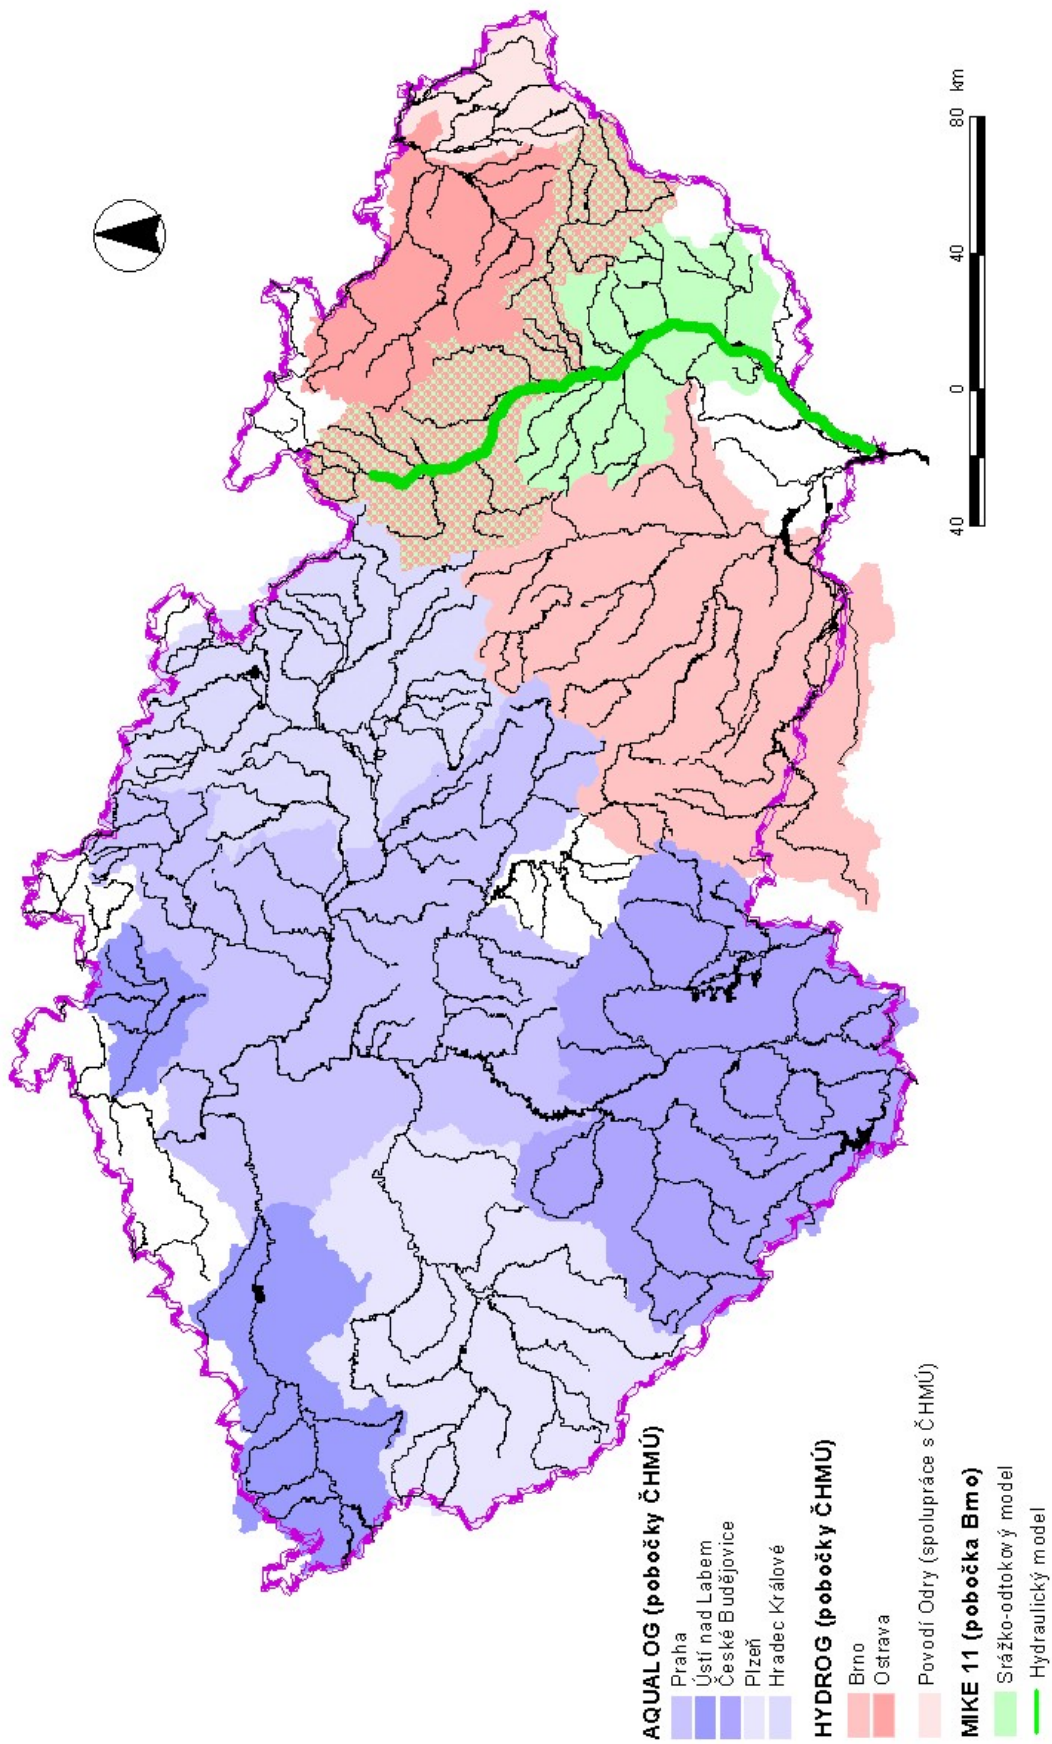 AQUALOG (pobočky ČHMÚ)
Praha
Ústí nad Labem
České Budějovice
Plzeň
Hradec Králové
HYDROG (pobočky ČHMÚ)
Brno
Ostrava
Povodí Odry (spolupráce s ČHMÚ)
MIKE 11 (pobočka Brno)
Srážko-odtokový model
Hydraulický model
40 0 40 80 km